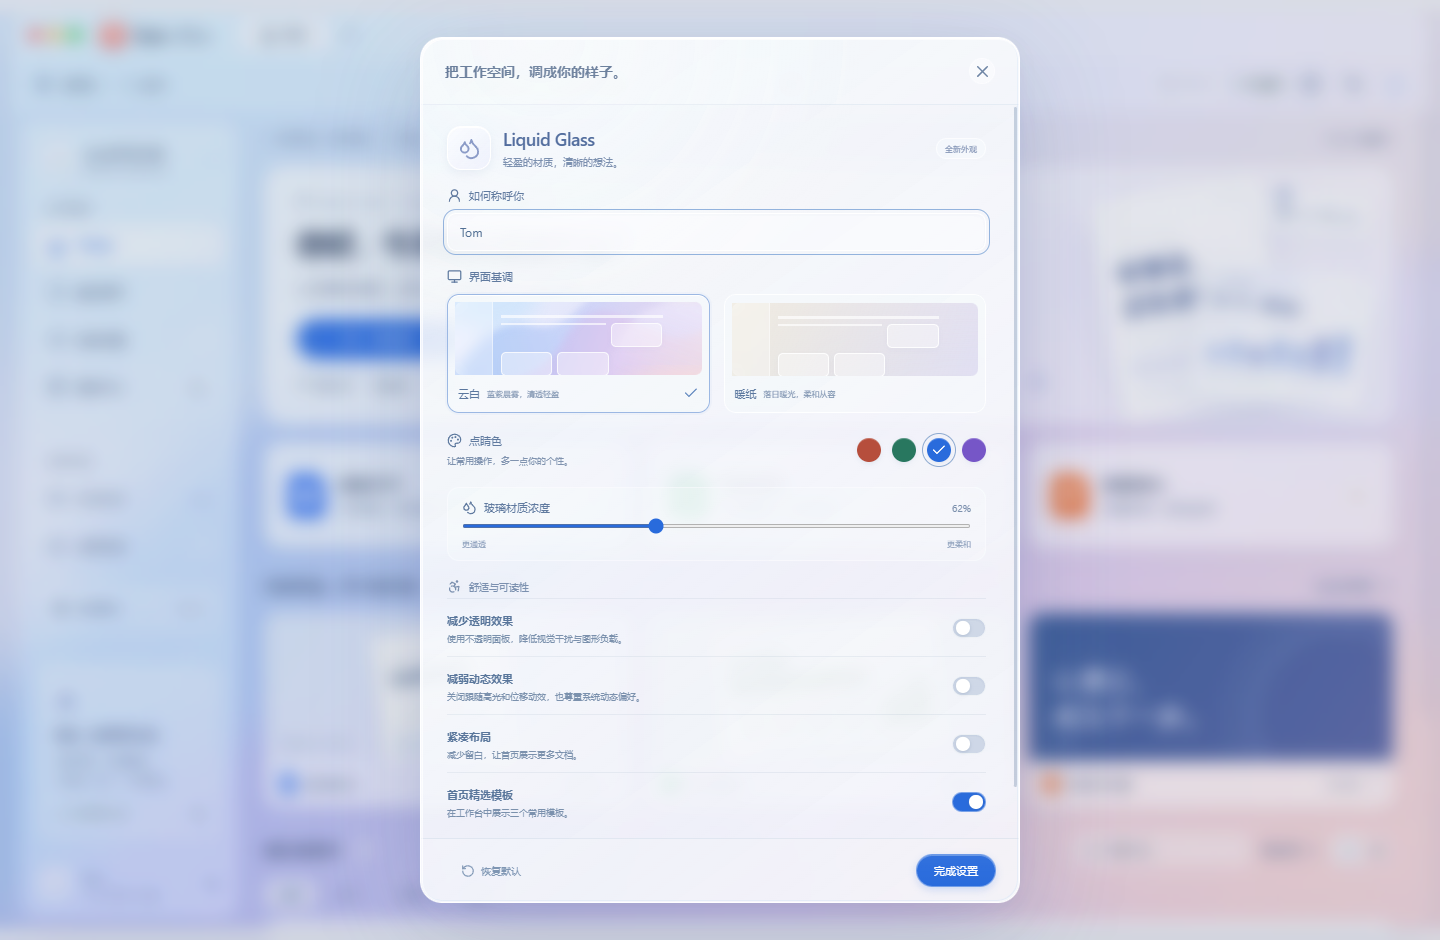 把工作空间，调成你的样子。
Liquid Glass
轻盈的材质，清晰的想法。
全新外观
如何称呼你
Tom
界面基调
云白 蓝紫晨雾，清透轻盈
暖纸 落日暖光，柔和从容
点睛色
让常用操作，多一点你的个性。
玻璃材质浓度 62%
更通透 更柔和
舒适与可读性
减少透明效果
使用不透明面板，降低视觉干扰与图形负载。
减弱动态效果
关闭跟随高光和位移动效，也尊重系统动态偏好。
紧凑布局
减少留白，让首页展示更多文档。
首页精选模板
在工作台中展示三个常用模板。
恢复默认 完成设置